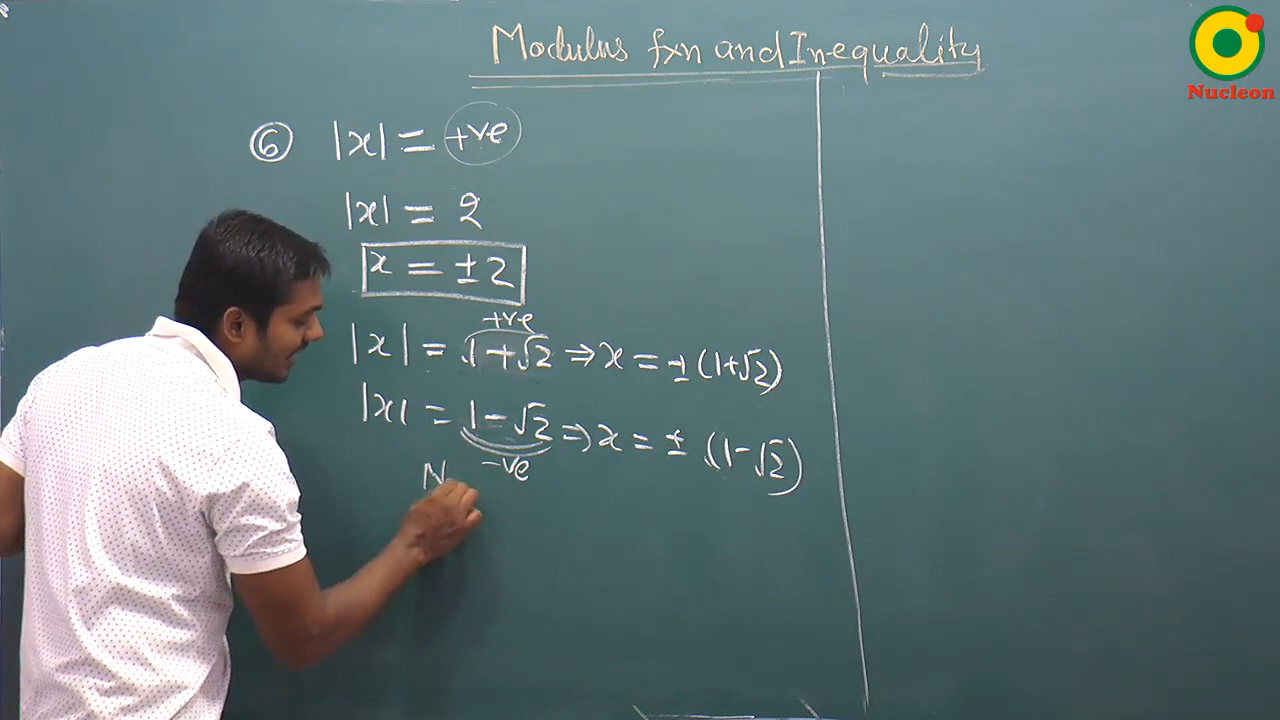 Modulus fxn and Inequality
Nucleon
⑥ |x| = +ve
|x| = 2
x = ±2
+ve
|x| = 1+√2 ⇒ x = ± (1+√2)
|x| = 1-√2 ⇒ x = ± (1-√2)
N -ve